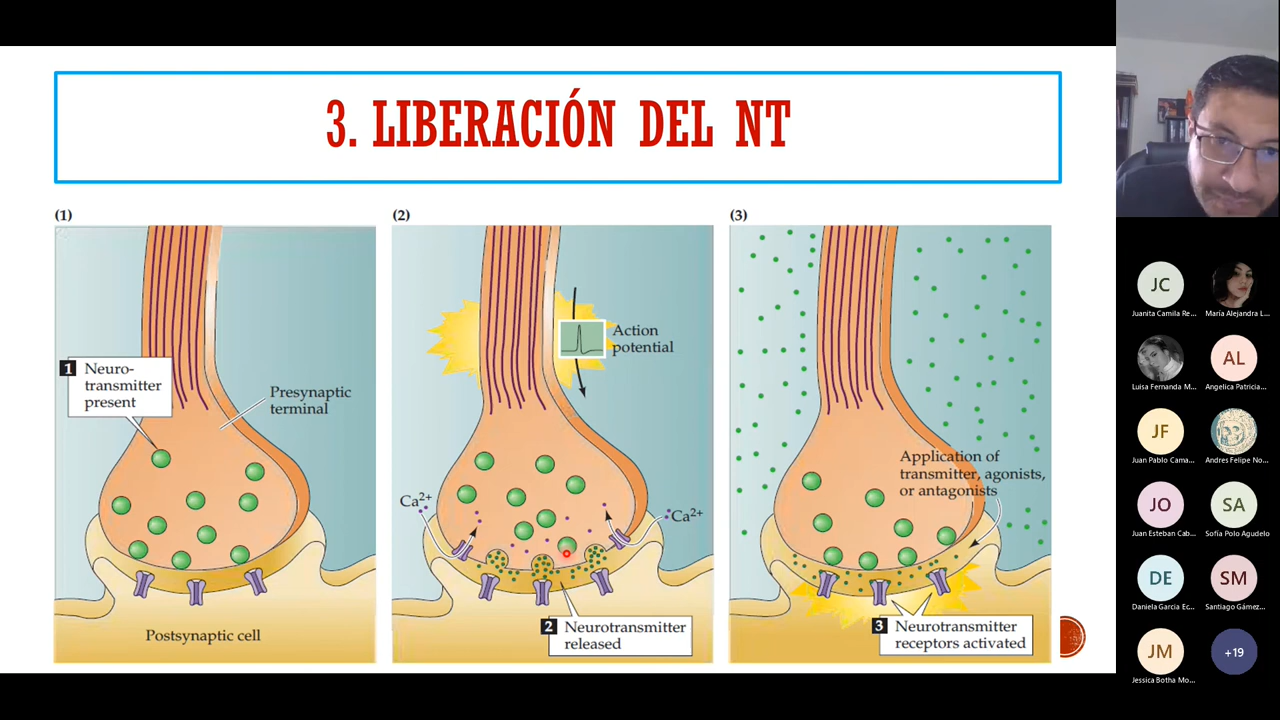 3. LIBERACIÓN DEL NT
(1)
1 Neuro-
transmitter
present
Presynaptic
terminal
Postsynaptic cell
(2)
Action
potential
Ca2+
Ca2+
2 Neurotransmitter
released
(3)
Application of
transmitter, agonists,
or antagonists
3 Neurotransmitter
receptors activated
JC
Juanita Camila Re...
María Alejandra L...
Luisa Fernanda M...
AL
Angelica Patricia...
JF
Juan Pablo Cama...
Andres Felipe No...
JO
Juan Esteban Cab...
SA
Sofía Polo Agudelo
DE
Daniela Garcia Ec...
SM
Santiago Gámez...
JM
Jessica Botha Mo...
+19